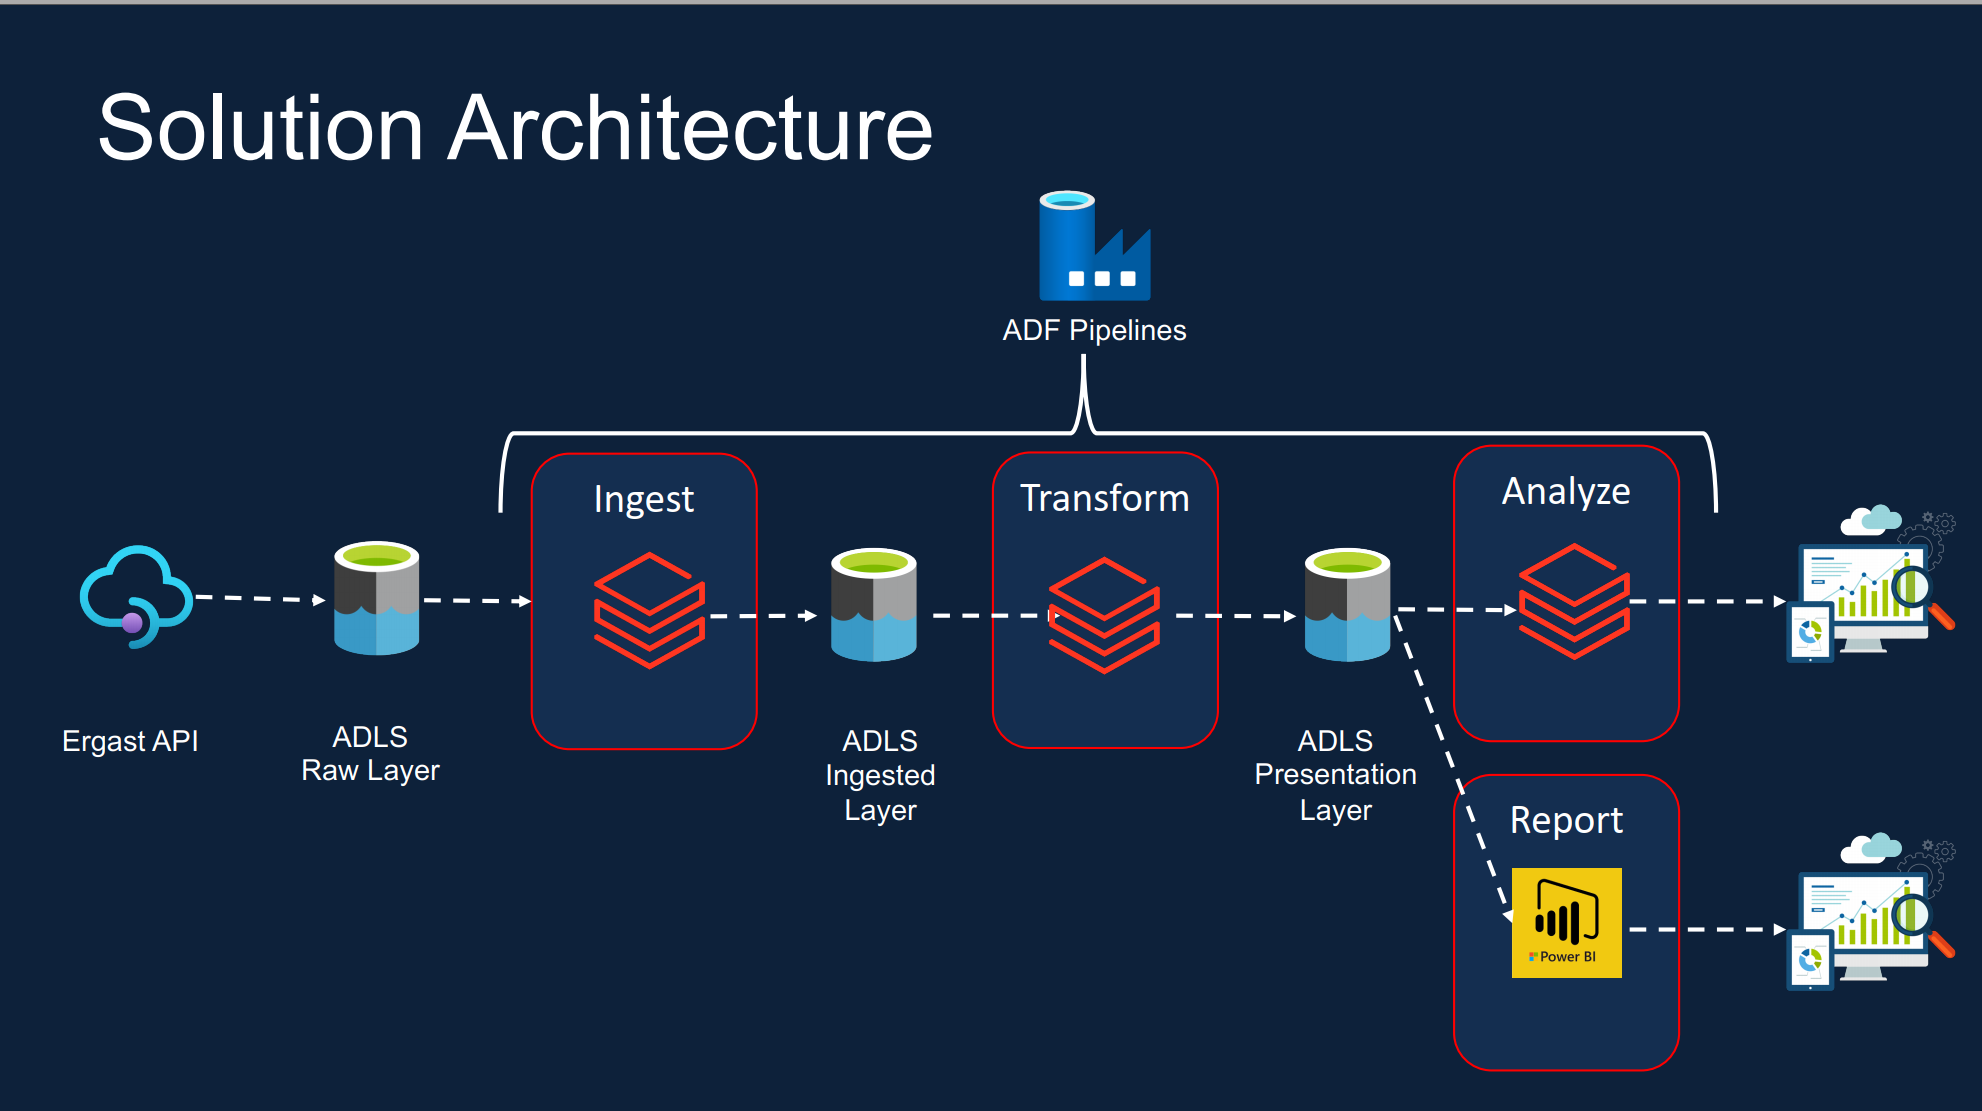 Solution Architecture
ADF Pipelines
Ingest
Transform
Analyze
Ergast API
ADLS
Raw Layer
ADLS
Ingested
Layer
ADLS
Presentation
Layer
Report
Power BI